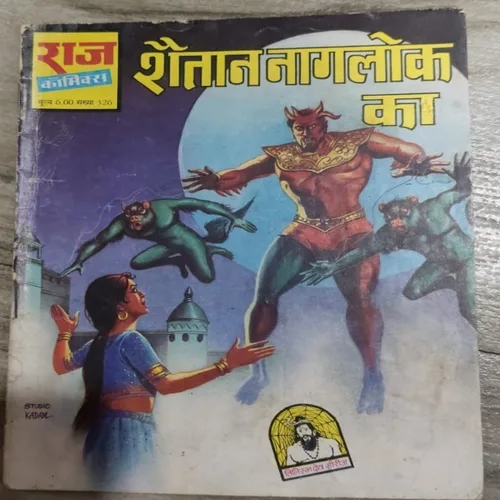 राज
कॉमिक्स
मूल्य 6.00 संख्या 326
शैतान नागलोक
का
STUDIO
KADAM
तिलिस्म देव सीरीज